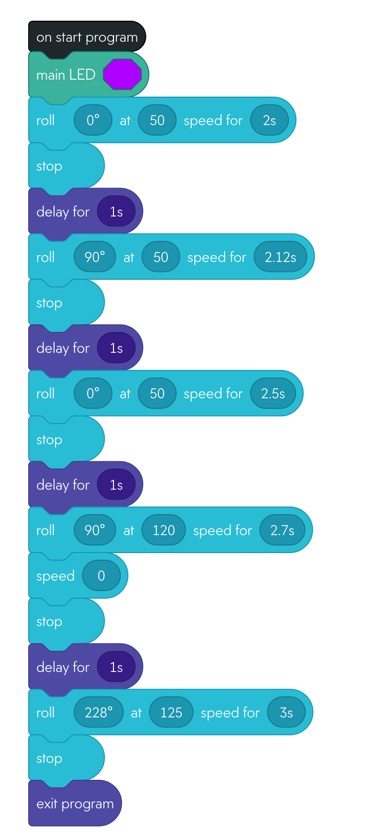 on start program
main LED
roll 0° at 50 speed for 2s
stop
delay for 1s
roll 90° at 50 speed for 2.12s
stop
delay for 1s
roll 0° at 50 speed for 2.5s
stop
delay for 1s
roll 90° at 120 speed for 2.7s
speed 0
stop
delay for 1s
roll 228° at 125 speed for 3s
stop
exit program